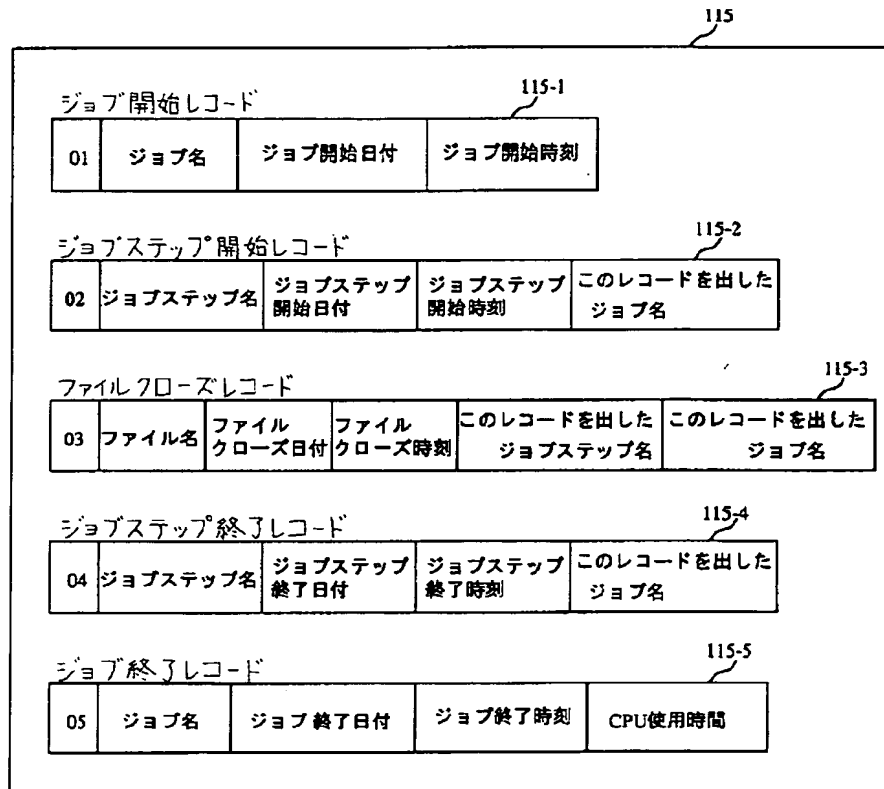 115
ジョブ開始レコード
115-1
01 ジョブ名 ジョブ開始日付 ジョブ開始時刻
ジョブステップ開始レコード
115-2
02 ジョブステップ名 ジョブステップ 開始日付 ジョブステップ 開始時刻 このレコードを出した ジョブ名
ファイルクローズレコード
115-3
03 ファイル名 ファイル クローズ日付 ファイル クローズ時刻 このレコードを出した ジョブステップ名 このレコードを出した ジョブ名
ジョブステップ終了レコード
115-4
04 ジョブステップ名 ジョブステップ 終了日付 ジョブステップ 終了時刻 このレコードを出した ジョブ名
ジョブ終了レコード
115-5
05 ジョブ名 ジョブ終了日付 ジョブ終了時刻 CPU使用時間